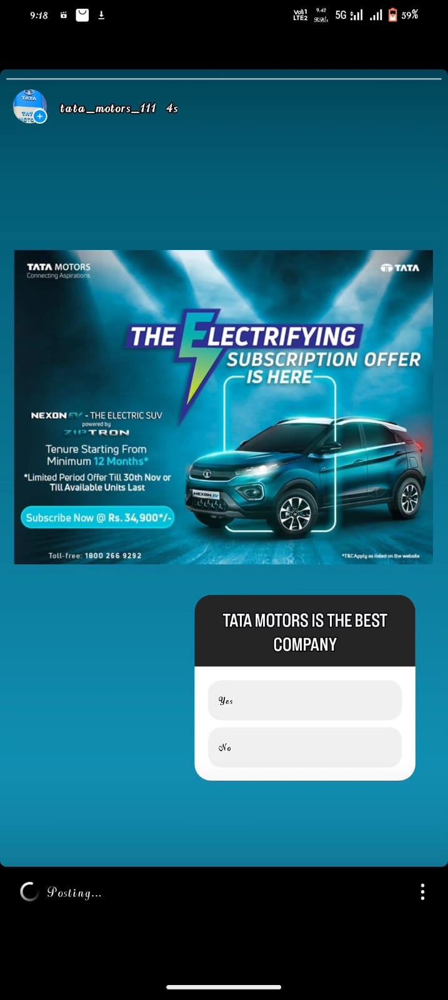 9:18
Vo))1
LTE2
9.42
KB/s
5G
59%
tata_motors_111 4s
TATA MOTORS
Connecting Aspirations
TATA
THE ELECTRIFYING
SUBSCRIPTION OFFER
IS HERE
NEXON EV - THE ELECTRIC SUV
powered by
ZIPTRON
Tenure Starting From
Minimum 12 Months*
*Limited Period Offer Till 30th Nov or
Till Available Units Last
NEXON EV
Subscribe Now @ Rs. 34,900*/-
Toll-free: 1800 266 9292
*T&C Apply as listed on the website
TATA MOTORS IS THE BEST
COMPANY
Yes
No
Posting...